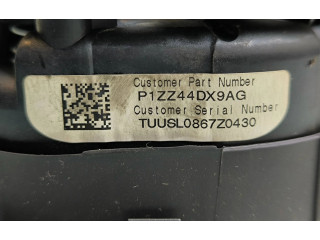 Customer Part Number
P1ZZ44DX9AG
Customer Serial Number
TUUSL0867Z0430